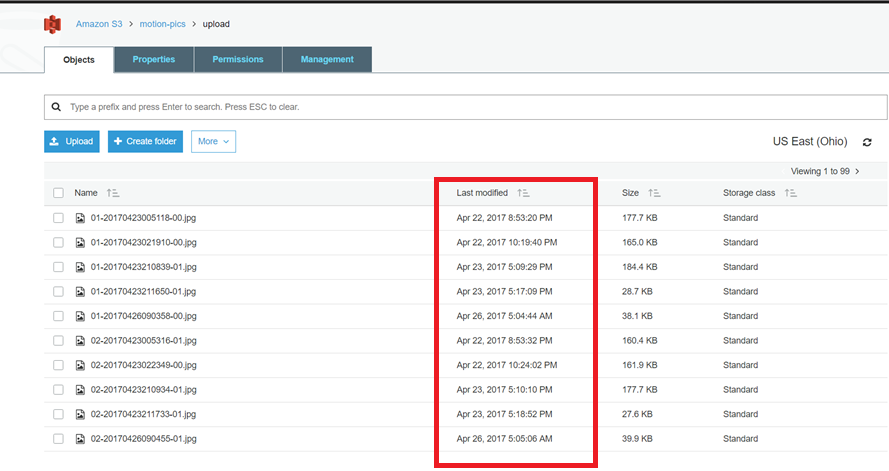 Amazon S3 > motion-pics > upload
Objects Properties Permissions Management
Type a prefix and press Enter to search. Press ESC to clear.
Upload + Create folder More US East (Ohio)
Viewing 1 to 99 >
Name Last modified Size Storage class
01-20170423005118-00.jpg Apr 22, 2017 8:53:20 PM 177.7 KB Standard
01-20170423021910-00.jpg Apr 22, 2017 10:19:40 PM 165.0 KB Standard
01-20170423210839-01.jpg Apr 23, 2017 5:09:29 PM 184.4 KB Standard
01-20170423211650-01.jpg Apr 23, 2017 5:17:09 PM 28.7 KB Standard
01-20170426090358-00.jpg Apr 26, 2017 5:04:44 AM 38.1 KB Standard
02-20170423005316-01.jpg Apr 22, 2017 8:53:32 PM 160.4 KB Standard
02-20170423022349-00.jpg Apr 22, 2017 10:24:02 PM 161.9 KB Standard
02-20170423210934-01.jpg Apr 23, 2017 5:10:10 PM 177.7 KB Standard
02-20170423211733-01.jpg Apr 23, 2017 5:18:52 PM 27.6 KB Standard
02-20170426090455-01.jpg Apr 26, 2017 5:05:06 AM 39.9 KB Standard